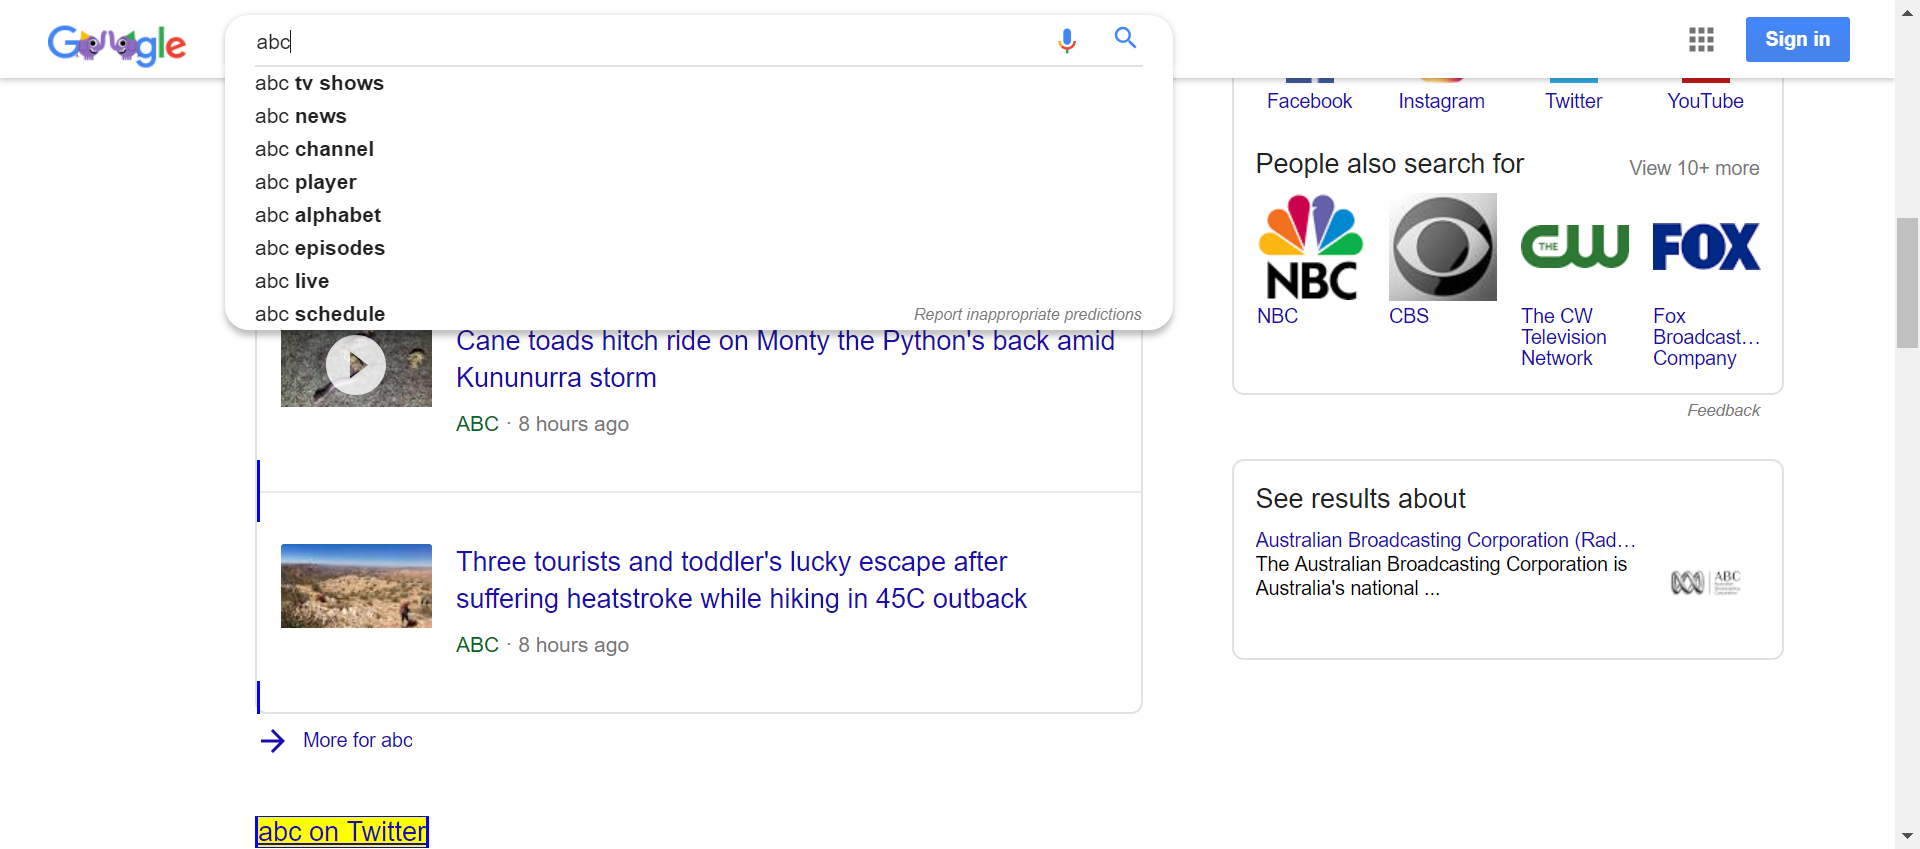 Google
abc
Sign in
abc tv shows
abc news
abc channel
abc player
abc alphabet
abc episodes
abc live
abc schedule
Report inappropriate predictions
Cane toads hitch ride on Monty the Python's back amid
Kununurra storm
ABC · 8 hours ago
Three tourists and toddler's lucky escape after
suffering heatstroke while hiking in 45C outback
ABC · 8 hours ago
More for abc
abc on Twitter
Facebook
Instagram
Twitter
YouTube
People also search for
View 10+ more
NBC
THE CW
FOX
NBC
CBS
The CW
Television
Network
Fox
Broadcast...
Company
Feedback
See results about
Australian Broadcasting Corporation (Rad...
The Australian Broadcasting Corporation is
Australia's national ...
ABC
Australian
Broadcasting
Corporation